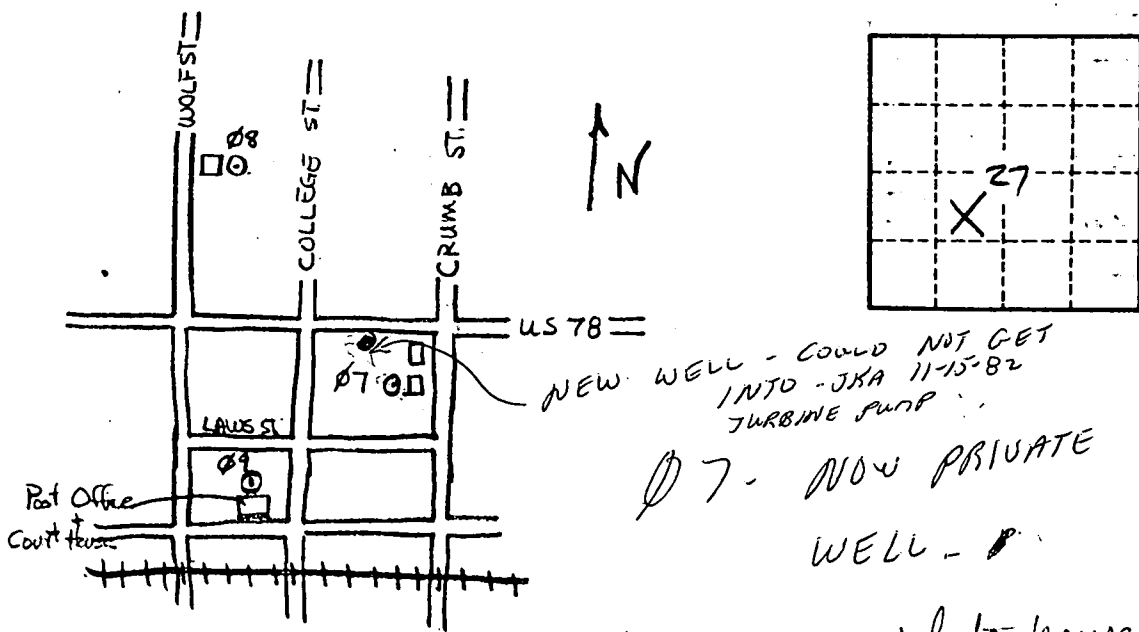 WOLF ST
COLLEGE ST.
CRUMB ST.
Ø8
N
27
US 78
NEW WELL - COULD NOT GET
INTO - JKA 11-15-82
TURBINE PUMP
Ø7
LAWS ST
Ø9
Ø7- NOW PRIVATE
WELL -
Post Office
+
Court House